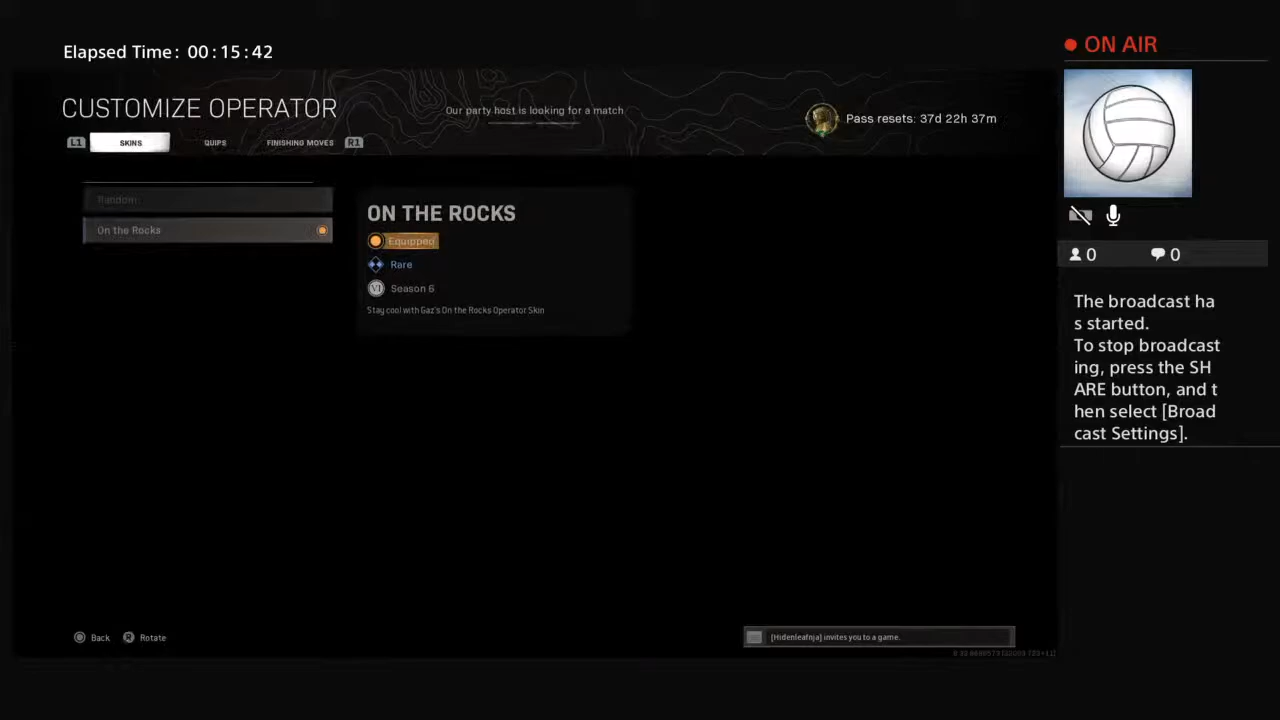 Elapsed Time: 00:15:42
ON AIR
CUSTOMIZE OPERATOR
Our party host is looking for a match
Pass resets: 37d 22h 37m
L1 SKINS QUIPS FINISHING MOVES R1
Random
On the Rocks
ON THE ROCKS
Equipped
Rare
VI Season 6
Stay cool with Gaz's On the Rocks Operator Skin
0 0
The broadcast ha
s started.
To stop broadcast
ing, press the SH
ARE button, and t
hen select [Broad
cast Settings].
Back R Rotate
[Hidenleafnja] invites you to a game.